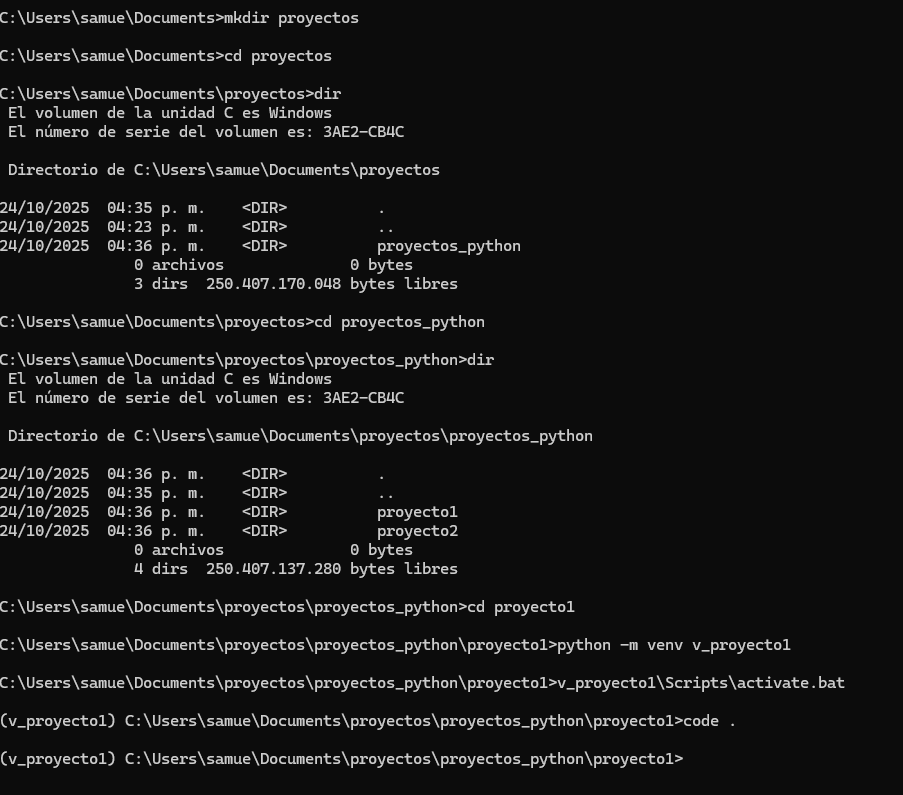 C:\Users\samue\Documents>mkdir proyectos
C:\Users\samue\Documents>cd proyectos
C:\Users\samue\Documents\proyectos>dir
El volumen de la unidad C es Windows
El número de serie del volumen es: 3AE2-CB4C
Directorio de C:\Users\samue\Documents\proyectos
24/10/2025  04:35 p. m.    <DIR>          .
24/10/2025  04:23 p. m.    <DIR>          ..
24/10/2025  04:36 p. m.    <DIR>          proyectos_python
0 archivos              0 bytes
3 dirs  250.407.170.048 bytes libres
C:\Users\samue\Documents\proyectos>cd proyectos_python
C:\Users\samue\Documents\proyectos\proyectos_python>dir
El volumen de la unidad C es Windows
El número de serie del volumen es: 3AE2-CB4C
Directorio de C:\Users\samue\Documents\proyectos\proyectos_python
24/10/2025  04:36 p. m.    <DIR>          .
24/10/2025  04:35 p. m.    <DIR>          ..
24/10/2025  04:36 p. m.    <DIR>          proyecto1
24/10/2025  04:36 p. m.    <DIR>          proyecto2
0 archivos              0 bytes
4 dirs  250.407.137.280 bytes libres
C:\Users\samue\Documents\proyectos\proyectos_python>cd proyecto1
C:\Users\samue\Documents\proyectos\proyectos_python\proyecto1>python -m venv v_proyecto1
C:\Users\samue\Documents\proyectos\proyectos_python\proyecto1>v_proyecto1\Scripts\activate.bat
(v_proyecto1) C:\Users\samue\Documents\proyectos\proyectos_python\proyecto1>code .
(v_proyecto1) C:\Users\samue\Documents\proyectos\proyectos_python\proyecto1>